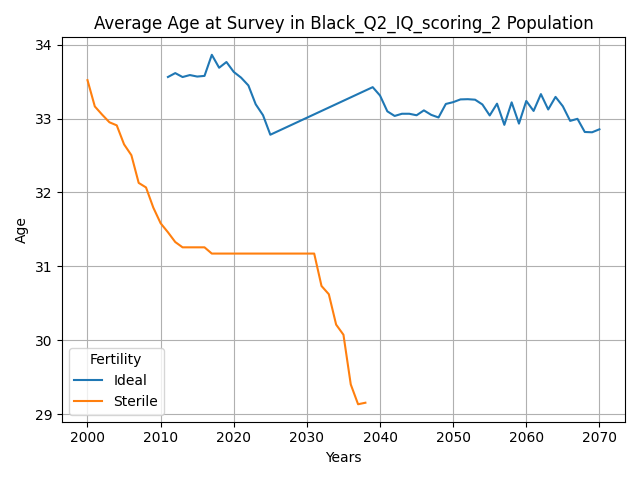 Average Age at Survey in Black_Q2_IQ_scoring_2 Population
34
33
32
31
30
29
Age
Fertility
Ideal
Sterile
2000 2010 2020 2030 2040 2050 2060 2070
Years